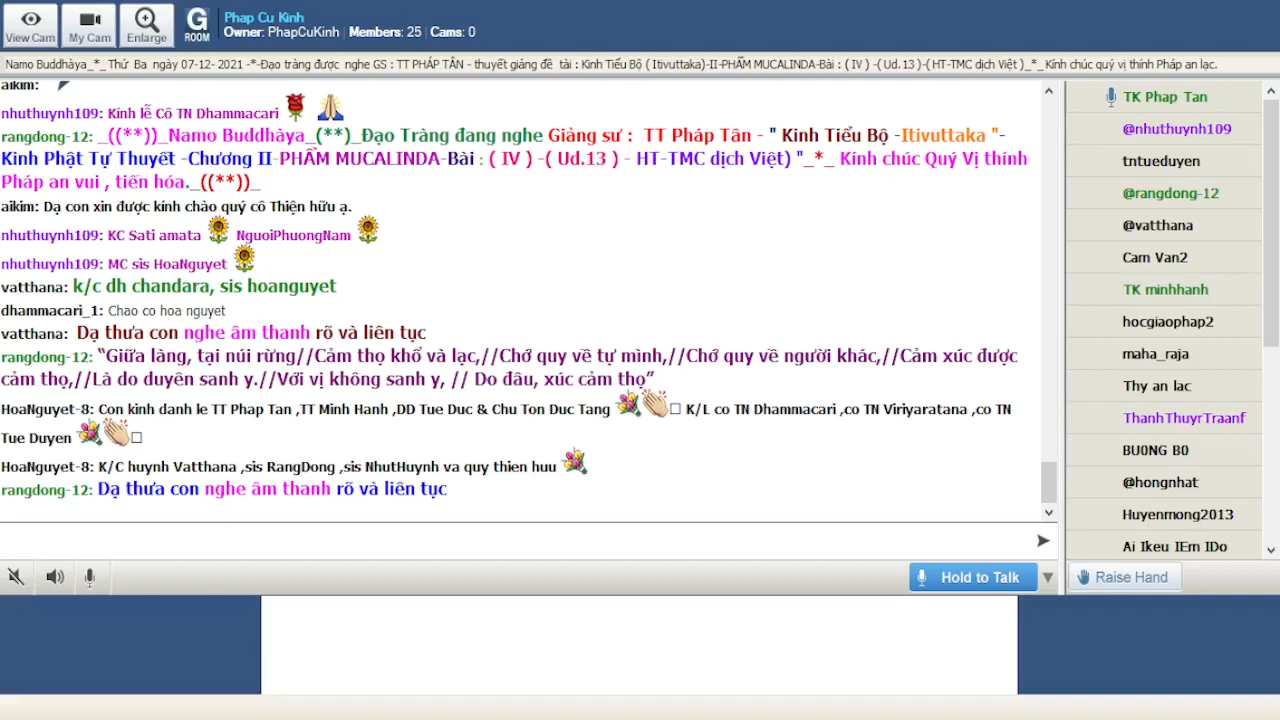 View Cam
My Cam
Enlarge
G
ROOM
Phap Cu Kinh
Owner: PhapCuKinh | Members: 25 | Cams: 0
Namo Buddhàya_*_Thứ Ba ngày 07-12- 2021 -*-Đạo tràng được nghe GS : TT PHÁP TÂN - thuyết giảng đề tài : Kinh Tiểu Bộ ( Itivuttaka)-II-PHẨM MUCALINDA-Bài : ( IV ) -( Ud.13 )-( HT-TMC dịch Việt )_*_Kính chúc quý vị thính Pháp an lạc.
aikim:
nhuthuynh109: Kính lễ Cô TN Dhammacari
rangdong-12: _((**))_Namo Buddhàya_(**)_Đạo Tràng đang nghe Giảng sư : TT Pháp Tân - " Kinh Tiểu Bộ -Itivuttaka "-
Kinh Phật Tự Thuyết -Chương II-PHẨM MUCALINDA-Bài : ( IV ) -( Ud.13 ) - HT-TMC dịch Việt) "_*_ Kính chúc Quý Vị thính
Pháp an vui , tiến hóa._((**))_
aikim: Dạ con xin được kính chào quý cô Thiện hữu ạ.
nhuthuynh109: KC Sati amata NguoiPhuongNam
nhuthuynh109: MC sis HoaNguyet
vatthana: k/c dh chandara, sis hoanguyet
dhammacari_1: Chao co hoa nguyet
vatthana: Dạ thưa con nghe âm thanh rõ và liên tục
rangdong-12: “Giữa làng, tại núi rừng//Cảm thọ khổ và lạc,//Chớ quy về tự mình,//Chớ quy về người khác,//Cảm xúc được
cảm thọ,//Là do duyên sanh y.//Với vị không sanh y, // Do đâu, xúc cảm thọ”
HoaNguyet-8: Con kinh danh le TT Phap Tan ,TT Minh Hanh ,DD Tue Duc & Chu Ton Duc Tang K/L co TN Dhammacari ,co TN Viriyaratana ,co TN
Tue Duyen
HoaNguyet-8: K/C huynh Vatthana ,sis RangDong ,sis NhutHuynh va quy thien huu
rangdong-12: Dạ thưa con nghe âm thanh rõ và liên tục
Hold to Talk
TK Phap Tan
@nhuthuynh109
tntueduyen
@rangdong-12
@vatthana
Cam Van2
TK minhhanh
hocgiaophap2
maha_raja
Thy an lac
ThanhThuyrTraanf
BU0NG B0
@hongnhat
Huyenmong2013
Ai Ikeu IEm IDo
Raise Hand